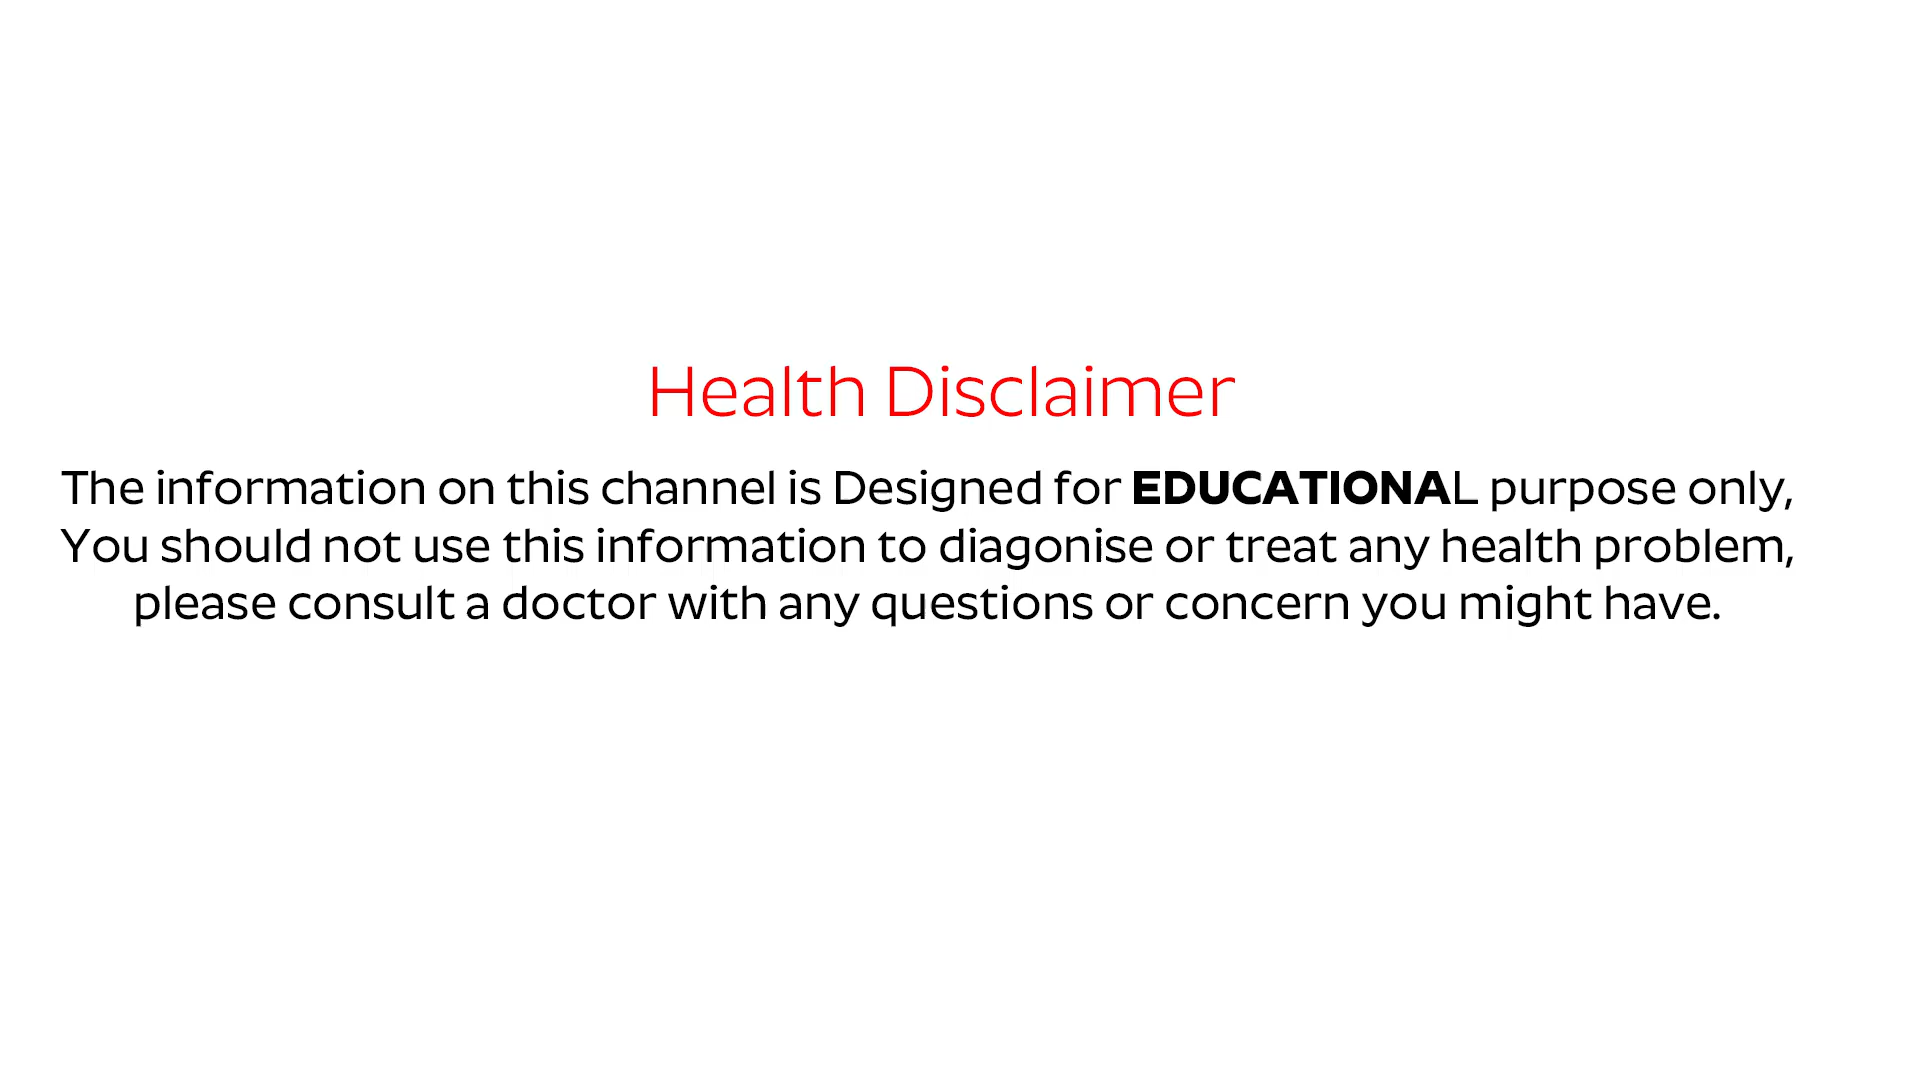 Health Disclaimer
The information on this channel is Designed for EDUCATIONAL purpose only,
You should not use this information to diagonise or treat any health problem,
please consult a doctor with any questions or concern you might have.